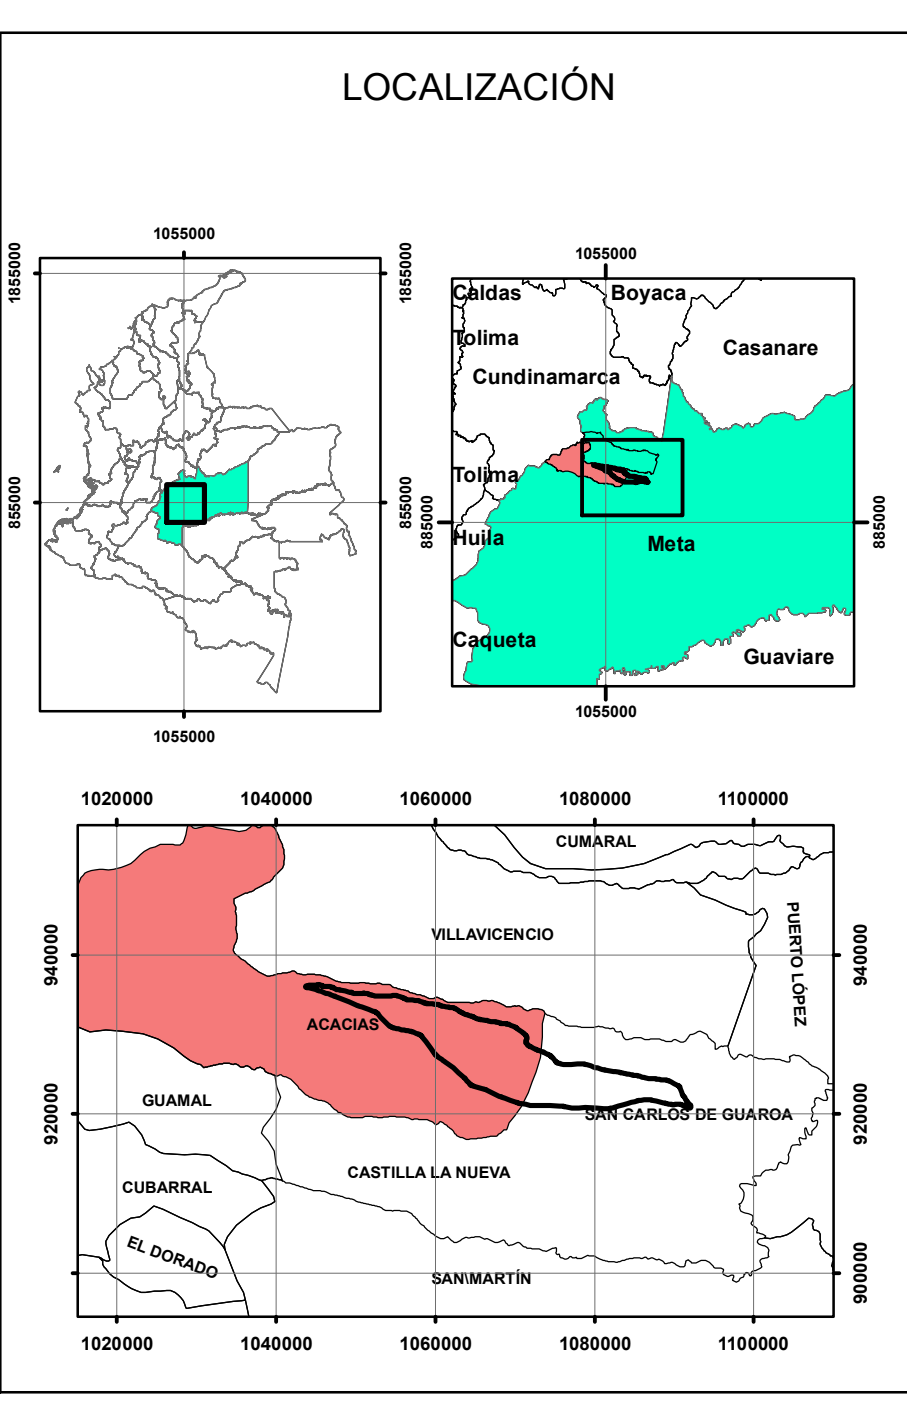 LOCALIZACIÓN
1055000
1855000
1855000
855000
855000
1055000
1055000
Caldas
Boyaca
Tolima
Casanare
Cundinamarca
Tolima
885000
885000
Huila
Meta
Caqueta
Guaviare
1055000
1020000 1040000 1060000 1080000 1100000
CUMARAL
PUERTO LÓPEZ
VILLAVICENCIO
940000
940000
ACACIAS
GUAMAL
920000
920000
SAN CARLOS DE GUAROA
CASTILLA LA NUEVA
CUBARRAL
EL DORADO
SAN MARTÍN
900000
900000
1020000 1040000 1060000 1080000 1100000